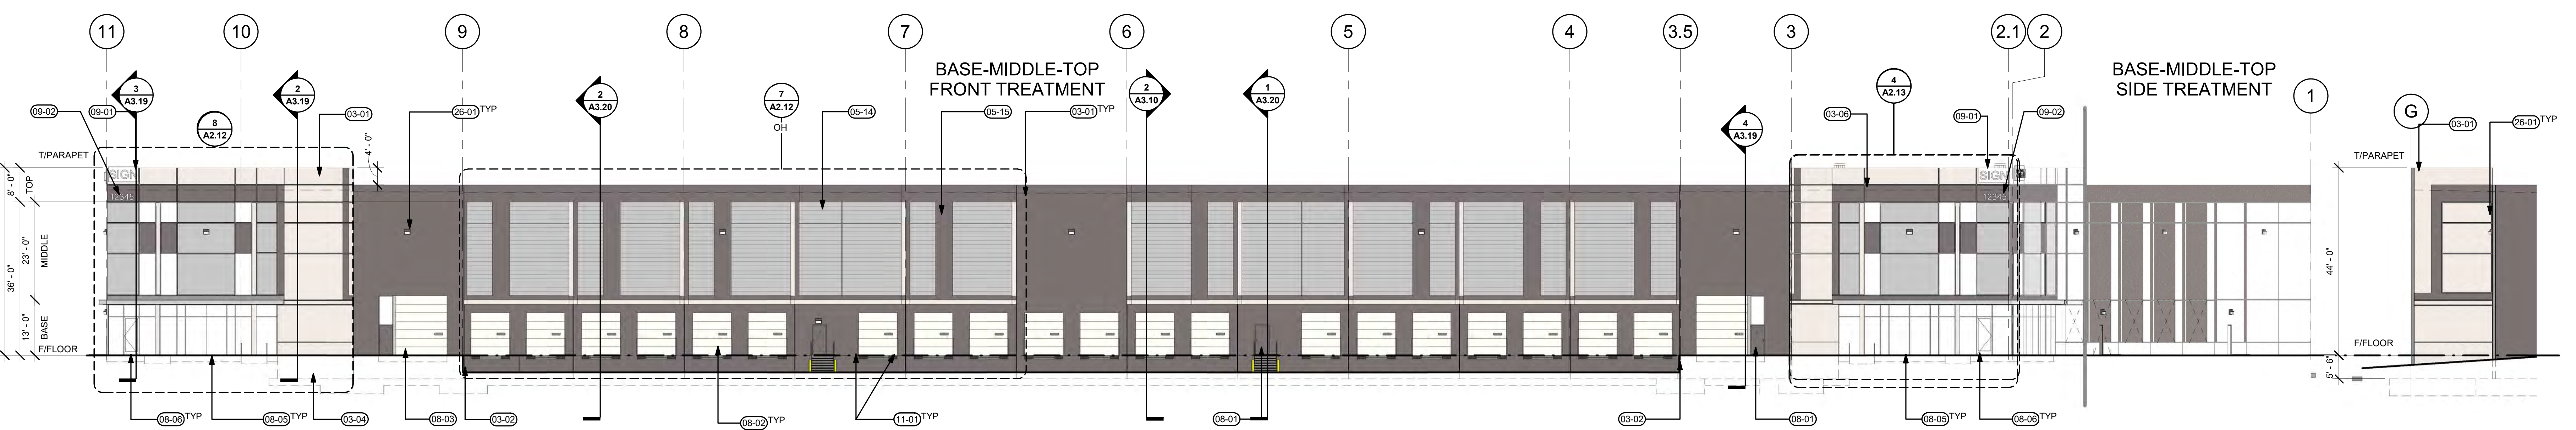 11
10
9
8
7
6
5
4
3.5
3
2.1
2
1
G
BASE-MIDDLE-TOP
FRONT TREATMENT
BASE-MIDDLE-TOP
SIDE TREATMENT
3
A3.19
2
A3.19
8
A2.12
2
A3.20
7
A2.12
OH
2
A3.10
1
A3.20
4
A3.19
4
A2.13
09-02
09-01
03-01
26-01 TYP
05-14
05-15
03-01 TYP
03-06
09-01
09-02
03-01
26-01 TYP
T/PARAPET
4' - 0"
8' - 0"
TOP
36' - 0"
23' - 0"
MIDDLE
13' - 0"
BASE
F/FLOOR
SIGN
12345
SIGN
12345
T/PARAPET
44' - 0"
F/FLOOR
5' - 6"
08-06 TYP
08-05 TYP
03-04
08-03
03-02
08-02 TYP
11-01 TYP
08-01
03-02
08-01
08-05 TYP
08-06 TYP